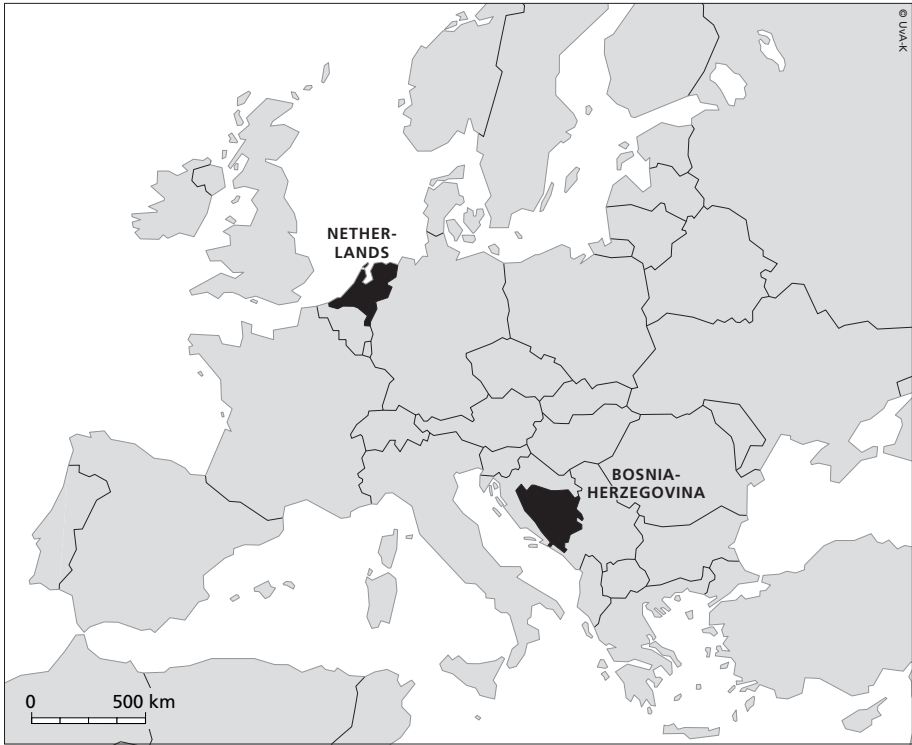 © UvA-K
NETHER-
LANDS
BOSNIA-
HERZEGOVINA
0 500 km